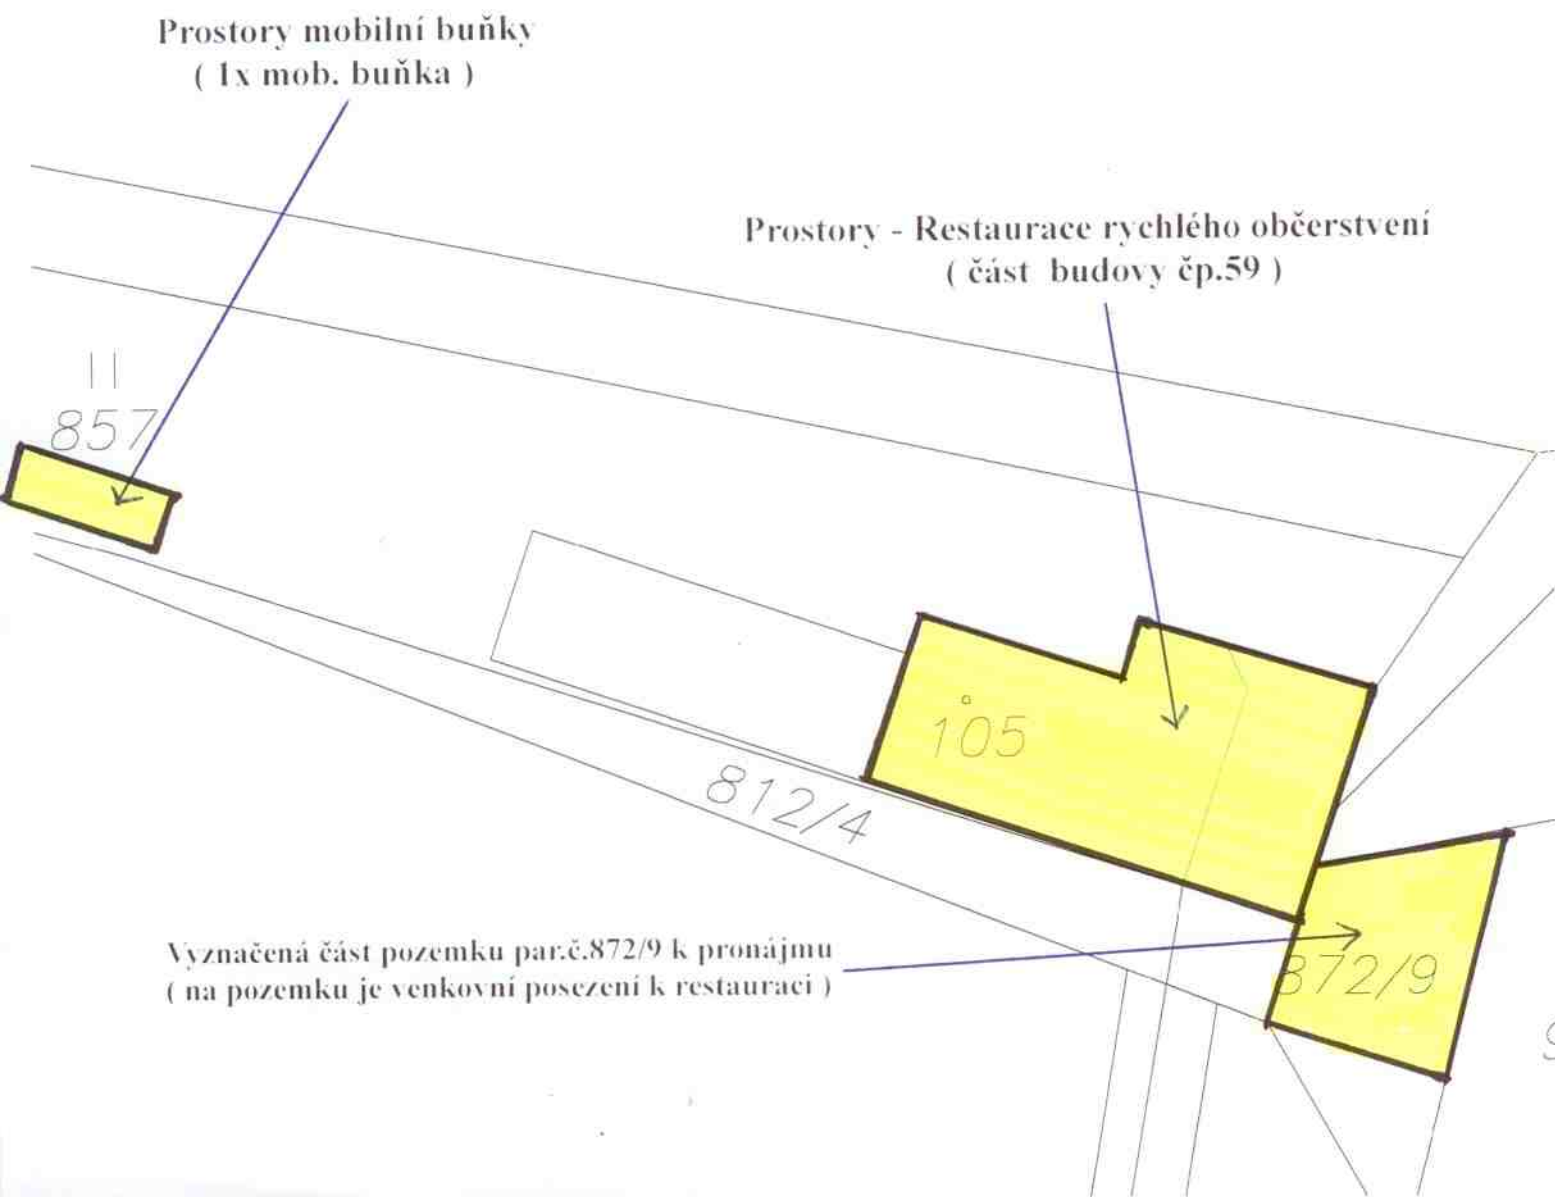 Prostory mobilní buňky
( 1x mob. buňka )
Prostory - Restaurace rychlého občerstvení
( část budovy čp.59 )
857
105
812/4
Vyznačená část pozemku par.č.872/9 k pronájmu
( na pozemku je venkovní posezení k restauraci )
872/9